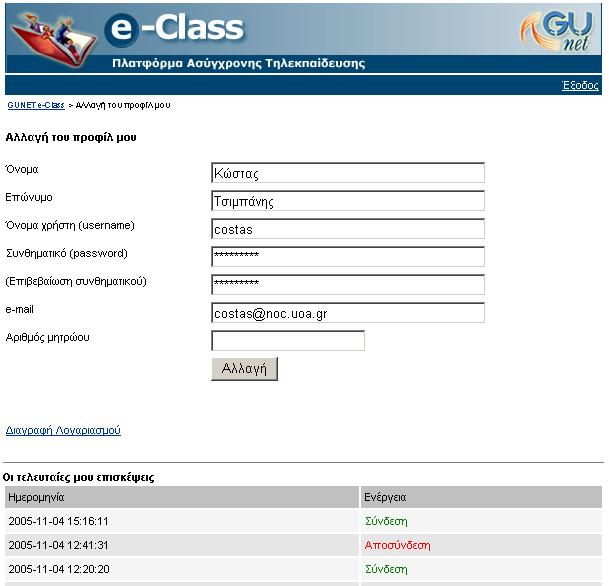 e-Class
GUnet
Πλατφόρμα Ασύγχρονης Τηλεκπαίδευσης
Έξοδος
GUNET e-Class > Αλλαγή του προφίλ μου
Αλλαγή του προφίλ μου
Όνομα Κώστας
Επώνυμο Τσιμπάνης
Όνομα χρήστη (username) costas
Συνθηματικό (password) *********
(Επιβεβαίωση συνθηματικού) *********
e-mail costas@noc.uoa.gr
Αριθμός μητρώου
Αλλαγή
Διαγραφή Λογαριασμού
Οι τελευταίες μου επισκέψεις
Ημερομηνία Ενέργεια
2005-11-04 15:16:11 Σύνδεση
2005-11-04 12:41:31 Αποσύνδεση
2005-11-04 12:20:20 Σύνδεση